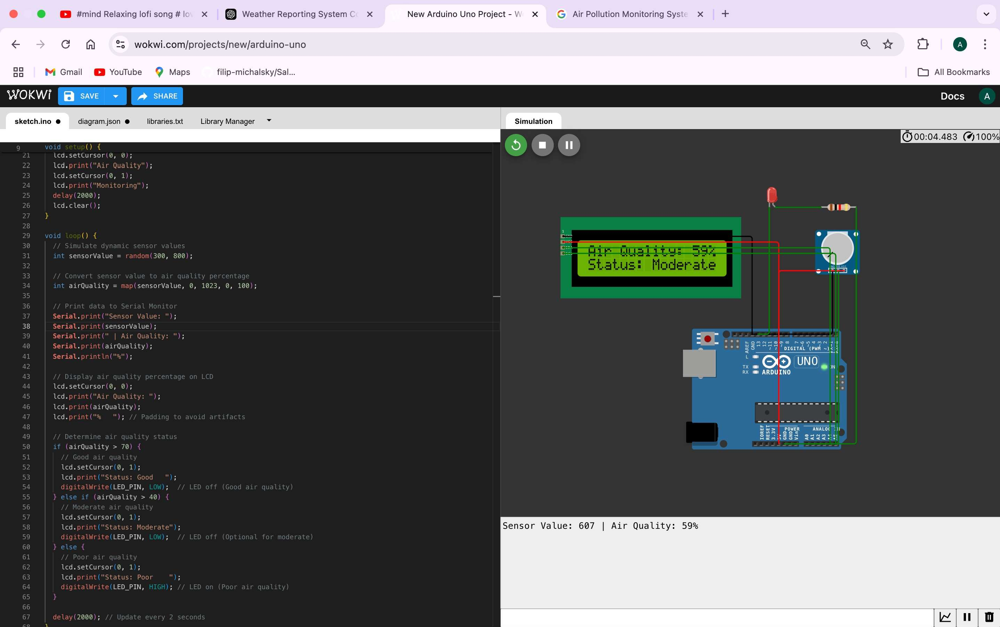 #mind Relaxing lofi song # lo
Weather Reporting System Co
New Arduino Uno Project - W
Air Pollution Monitoring Syste
wokwi.com/projects/new/arduino-uno
A
Gmail
YouTube
Maps
filip-michalsky/Sal...
All Bookmarks
WOKWi
SAVE
SHARE
Docs
A
sketch.ino
diagram.json
libraries.txt
Library Manager
9 void setup() {
21 lcd.setCursor(0, 0);
22 lcd.print("Air Quality");
23 lcd.setCursor(0, 1);
24 lcd.print("Monitoring");
25 delay(2000);
26 lcd.clear();
27 }
28
29 void loop() {
30 // Simulate dynamic sensor values
31 int sensorValue = random(300, 800);
32
33 // Convert sensor value to air quality percentage
34 int airQuality = map(sensorValue, 0, 1023, 0, 100);
35
36 // Print data to Serial Monitor
37 Serial.print("Sensor Value: ");
38 Serial.print(sensorValue);
39 Serial.print(" | Air Quality: ");
40 Serial.print(airQuality);
41 Serial.println("%");
42
43 // Display air quality percentage on LCD
44 lcd.setCursor(0, 0);
45 lcd.print("Air Quality: ");
46 lcd.print(airQuality);
47 lcd.print("%   "); // Padding to avoid artifacts
48
49 // Determine air quality status
50 if (airQuality > 70) {
51 // Good air quality
52 lcd.setCursor(0, 1);
53 lcd.print("Status: Good   ");
54 digitalWrite(LED_PIN, LOW);  // LED off (Good air quality)
55 } else if (airQuality > 40) {
56 // Moderate air quality
57 lcd.setCursor(0, 1);
58 lcd.print("Status: Moderate");
59 digitalWrite(LED_PIN, LOW);  // LED off (Optional for moderate)
60 } else {
61 // Poor air quality
62 lcd.setCursor(0, 1);
63 lcd.print("Status: Poor    ");
64 digitalWrite(LED_PIN, HIGH); // LED on (Poor air quality)
65 }
66
67 delay(2000); // Update every 2 seconds
68 }
Simulation
00:04.483 100%
1
Air Quality: 59%
Status: Moderate
GND SIG VCC
AREF GND 13 12 ~11 ~10 ~9 8 7 ~6 ~5 4 ~3 2
DIGITAL (PWM ~)
L
TX
RX
UNO
ON
ARDUINO
IOREF RESET 3.3V GND GND Vin
POWER
ANALOG IN
A0 A1 A2 A3
Sensor Value: 607 | Air Quality: 59%